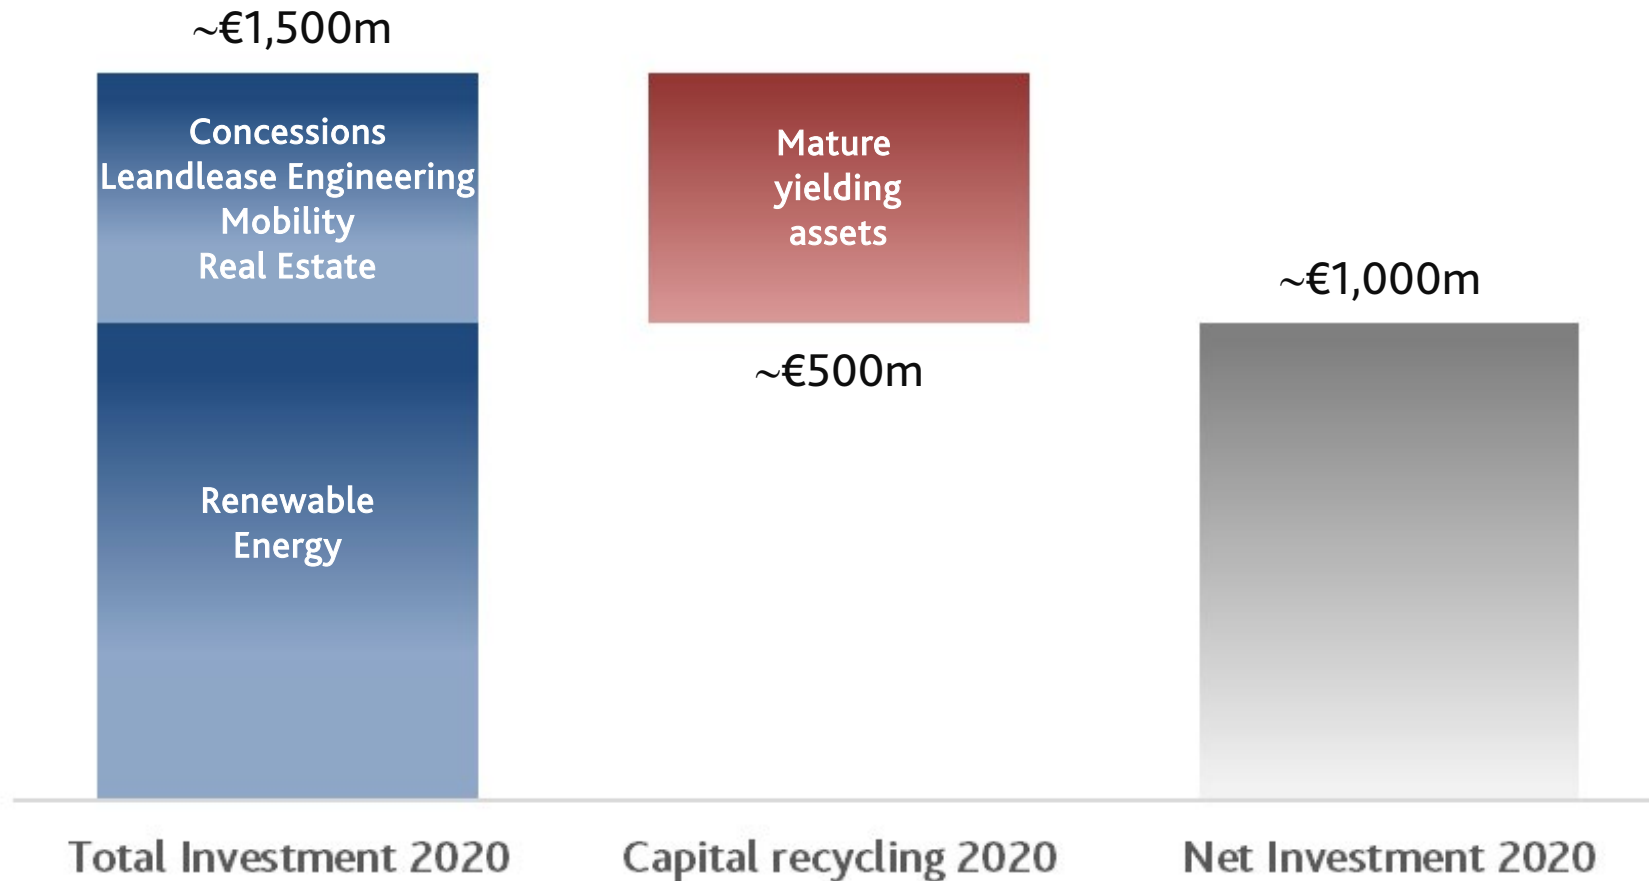 ~€1,500m
Concessions
Leandlease Engineering
Mobility
Real Estate
Renewable
Energy
Mature
yielding
assets
~€500m
~€1,000m
Total Investment 2020
Capital recycling 2020
Net Investment 2020